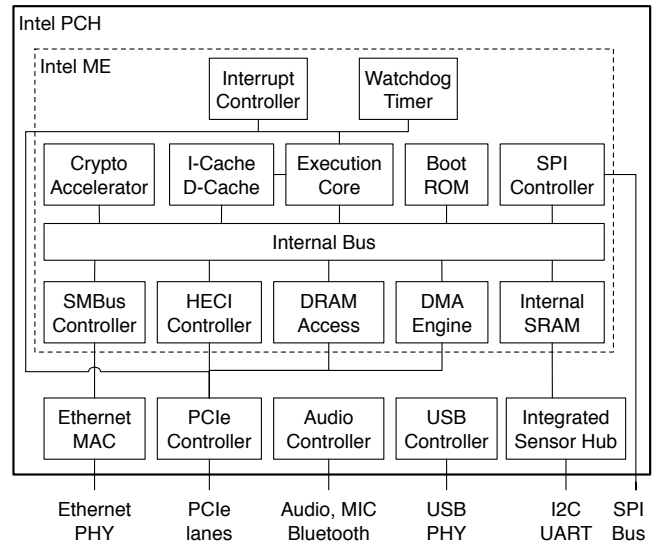 Intel PCH
Intel ME
Interrupt
Controller
Watchdog
Timer
Crypto
Accelerator
I-Cache
D-Cache
Execution
Core
Boot
ROM
SPI
Controller
Internal Bus
SMBus
Controller
HECI
Controller
DRAM
Access
DMA
Engine
Internal
SRAM
Ethernet
MAC
PCIe
Controller
Audio
Controller
USB
Controller
Integrated
Sensor Hub
Ethernet
PHY
PCIe
lanes
Audio, MIC
Bluetooth
USB
PHY
I2C
UART
SPI
Bus